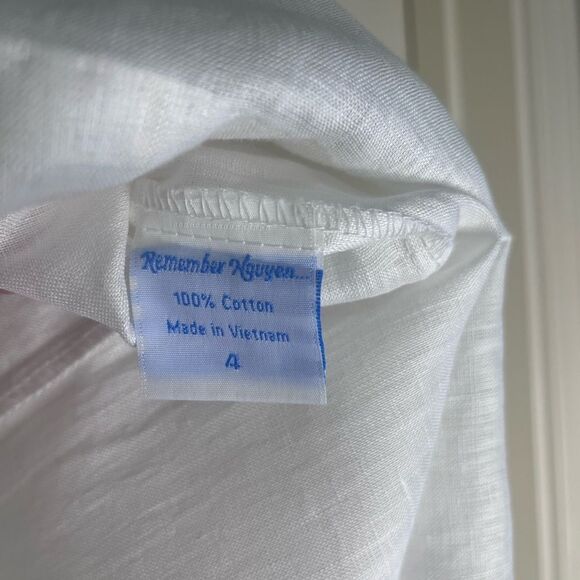 Remember Nguyen...
100% Cotton
Made in Vietnam
4